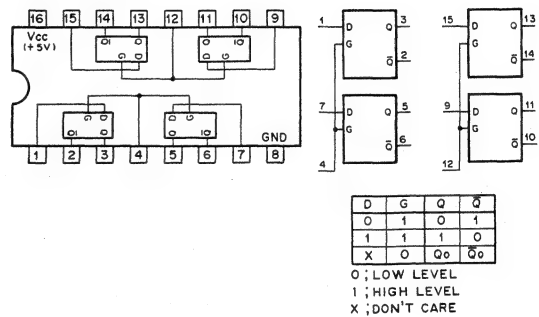 16 15 14 13 12 11 10 9
Vcc
(+5V)
Q̅ Q Q Q̅
G D G D
G D D G
Q̅ Q Q Q̅
GND
1 2 3 4 5 6 7 8
1 D Q 3
G
Q̅ 2
7 D Q 5
G
Q̅ 6
4
15 D Q 13
G
Q̅ 14
9 D Q 11
G
Q̅ 10
12
D G Q Q̅
0 1 0 1
1 1 1 0
X 0 Qo Q̅o
0 ; LOW LEVEL
1 ; HIGH LEVEL
X ; DON'T CARE